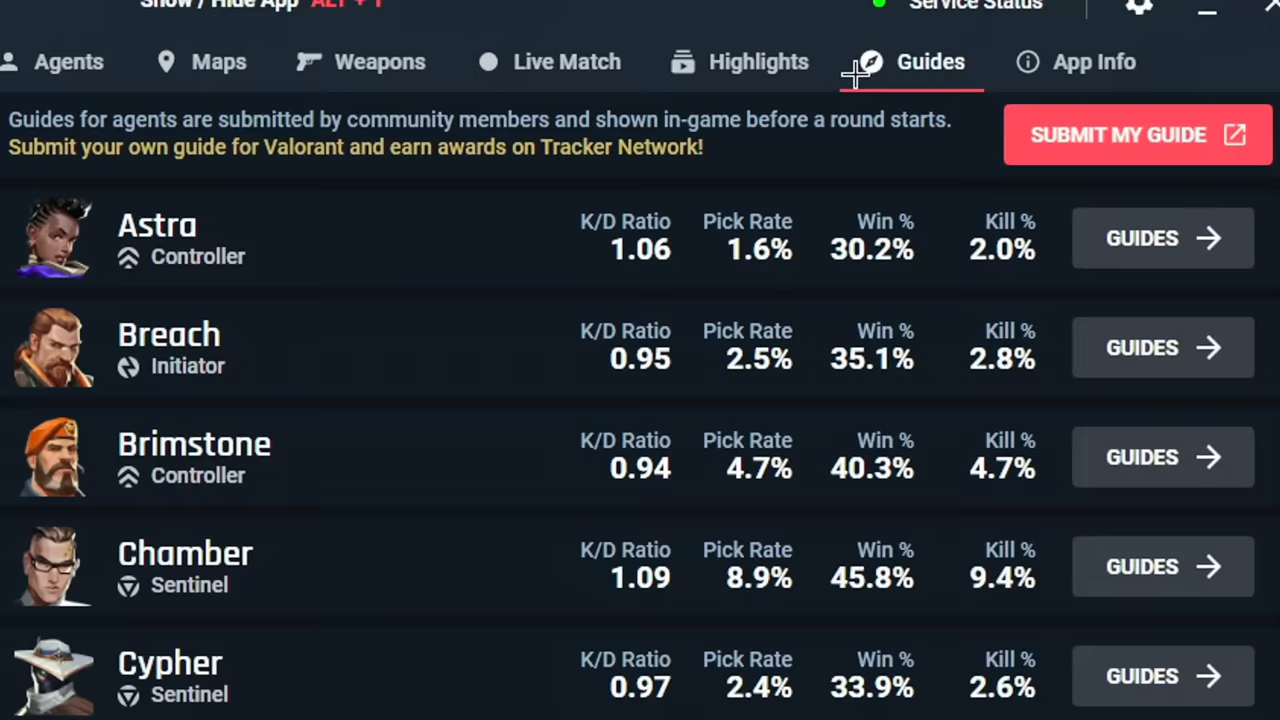 Show / Hide App ALT + T
Service Status
Agents Maps Weapons Live Match Highlights Guides App Info
Guides for agents are submitted by community members and shown in-game before a round starts.
Submit your own guide for Valorant and earn awards on Tracker Network!
SUBMIT MY GUIDE
Astra
Controller
K/D Ratio Pick Rate Win % Kill %
1.06 1.6% 30.2% 2.0%
GUIDES
Breach
Initiator
K/D Ratio Pick Rate Win % Kill %
0.95 2.5% 35.1% 2.8%
GUIDES
Brimstone
Controller
K/D Ratio Pick Rate Win % Kill %
0.94 4.7% 40.3% 4.7%
GUIDES
Chamber
Sentinel
K/D Ratio Pick Rate Win % Kill %
1.09 8.9% 45.8% 9.4%
GUIDES
Cypher
Sentinel
K/D Ratio Pick Rate Win % Kill %
0.97 2.4% 33.9% 2.6%
GUIDES